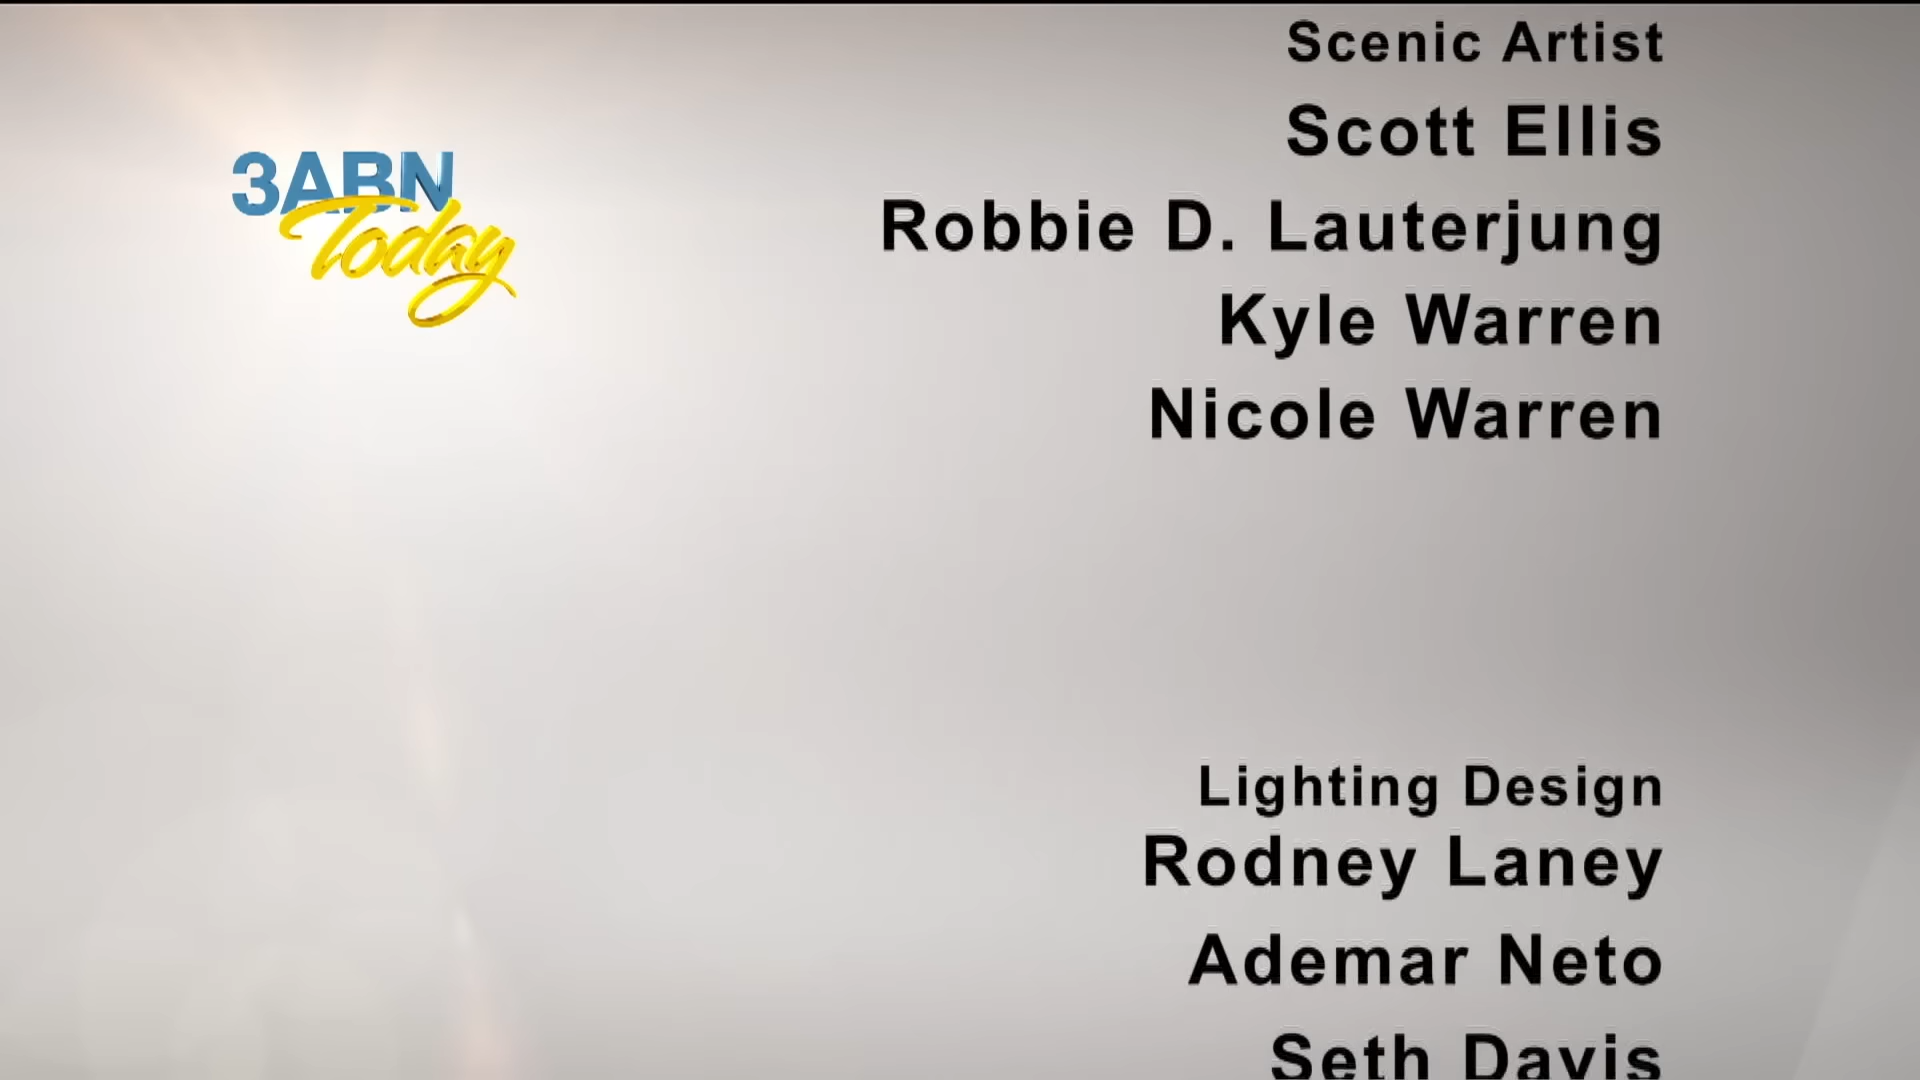 3ABN
Today
Scenic Artist
Scott Ellis
Robbie D. Lauterjung
Kyle Warren
Nicole Warren
Lighting Design
Rodney Laney
Ademar Neto
Seth Davis